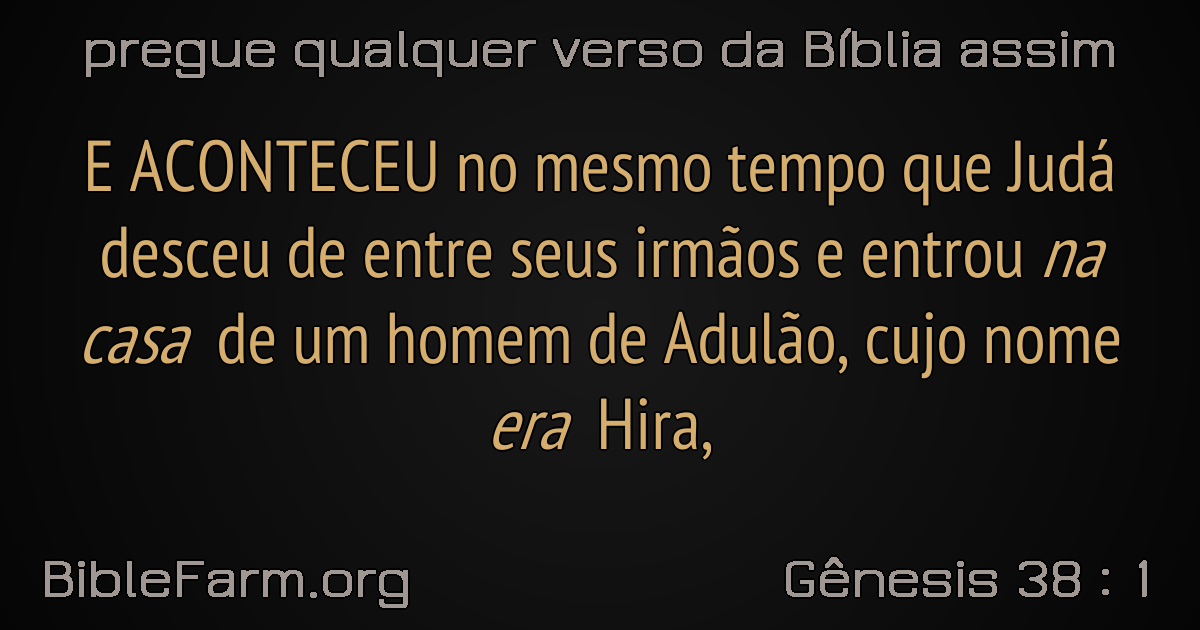 pregue qualquer verso da Bíblia assim
E ACONTECEU no mesmo tempo que Judá
desceu de entre seus irmãos e entrou na
casa de um homem de Adulão, cujo nome
era Hira,
BibleFarm.org
Gênesis 38 : 1